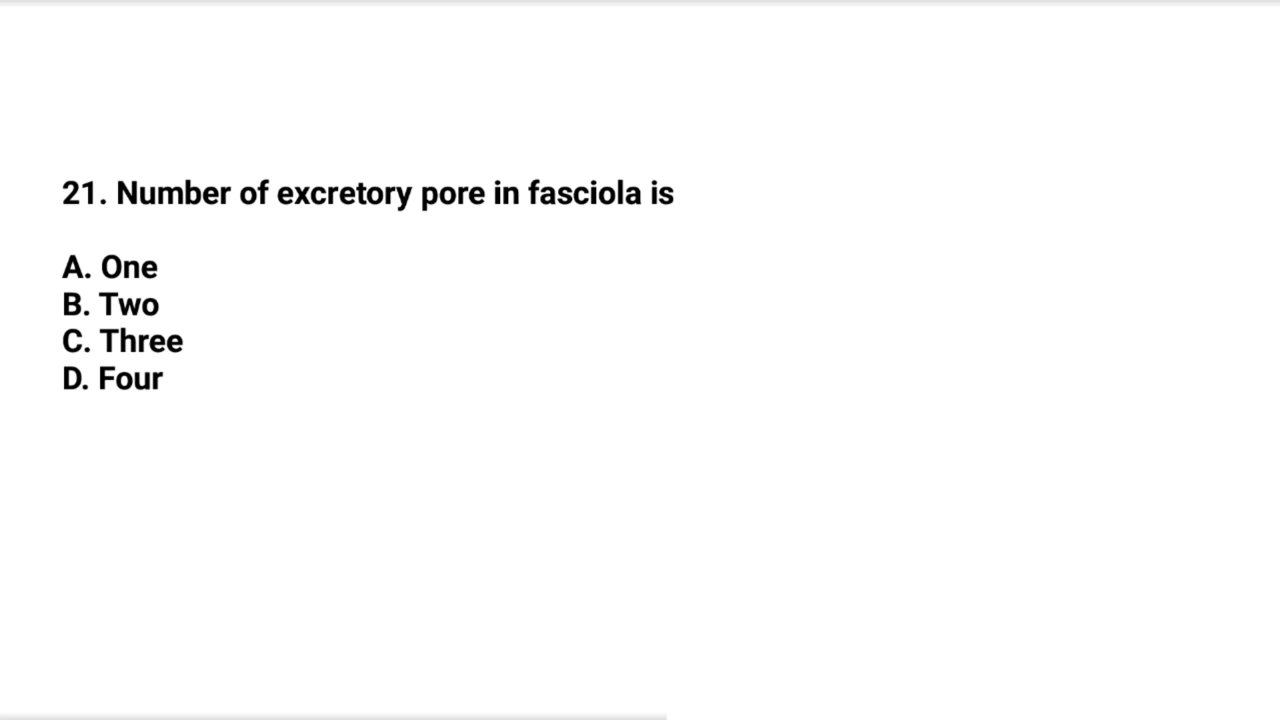 21. Number of excretory pore in fasciola is
A. One
B. Two
C. Three
D. Four